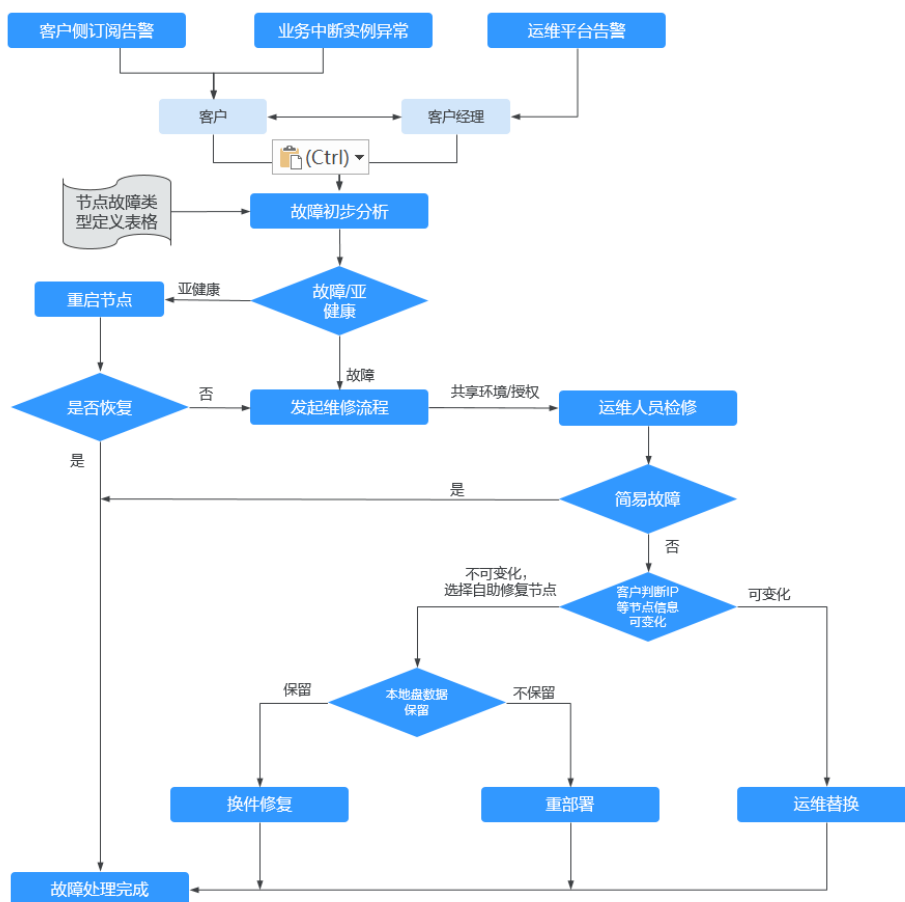 客户侧订阅告警
业务中断实例异常
运维平台告警
客户
客户经理
(Ctrl)
节点故障类
型定义表格
故障初步分析
亚健康
故障/亚
健康
重启节点
故障
是否恢复
否
发起维修流程
共享环境/授权
运维人员检修
是
是
简易故障
否
不可变化，
选择自助修复节点
客户判断IP
等节点信息
可变化
可变化
保留
本地盘数据
保留
不保留
换件修复
重部署
运维替换
故障处理完成